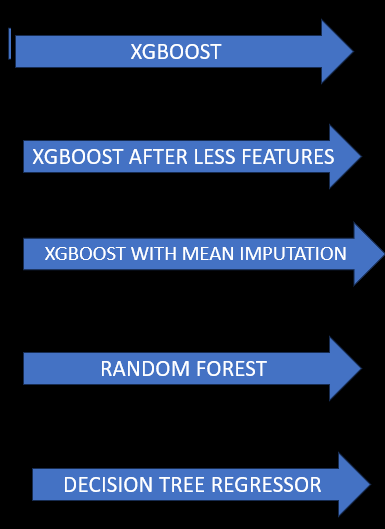 XGBOOST
XGBOOST AFTER LESS FEATURES
XGBOOST WITH MEAN IMPUTATION
RANDOM FOREST
DECISION TREE REGRESSOR